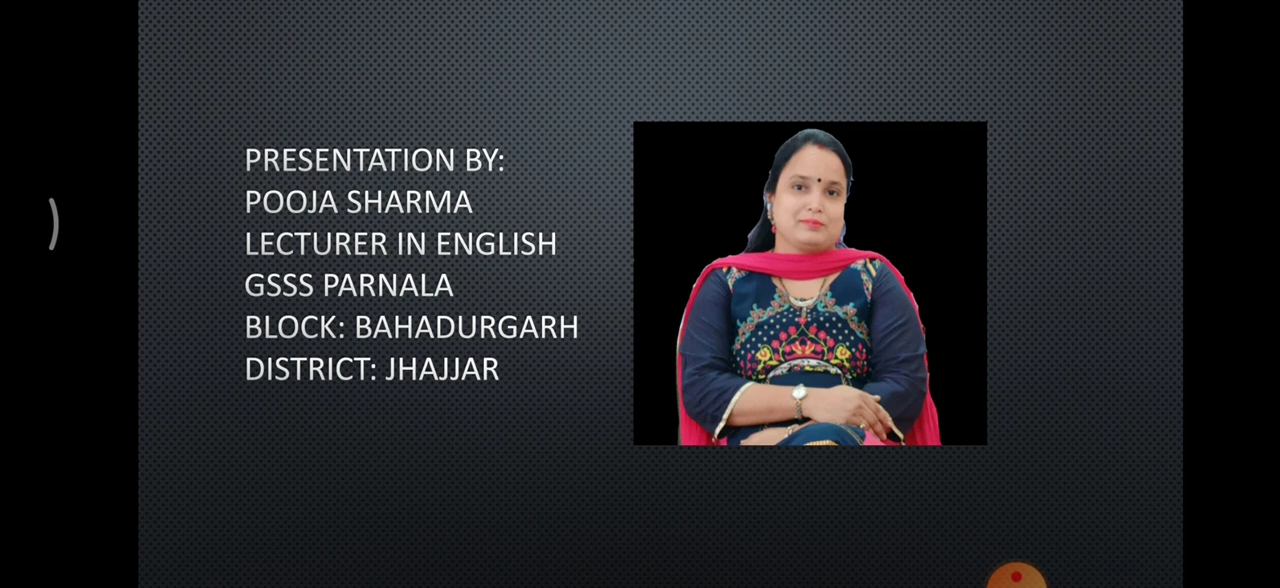 PRESENTATION BY:
POOJA SHARMA
LECTURER IN ENGLISH
GSSS PARNALA
BLOCK: BAHADURGARH
DISTRICT: JHAJJAR